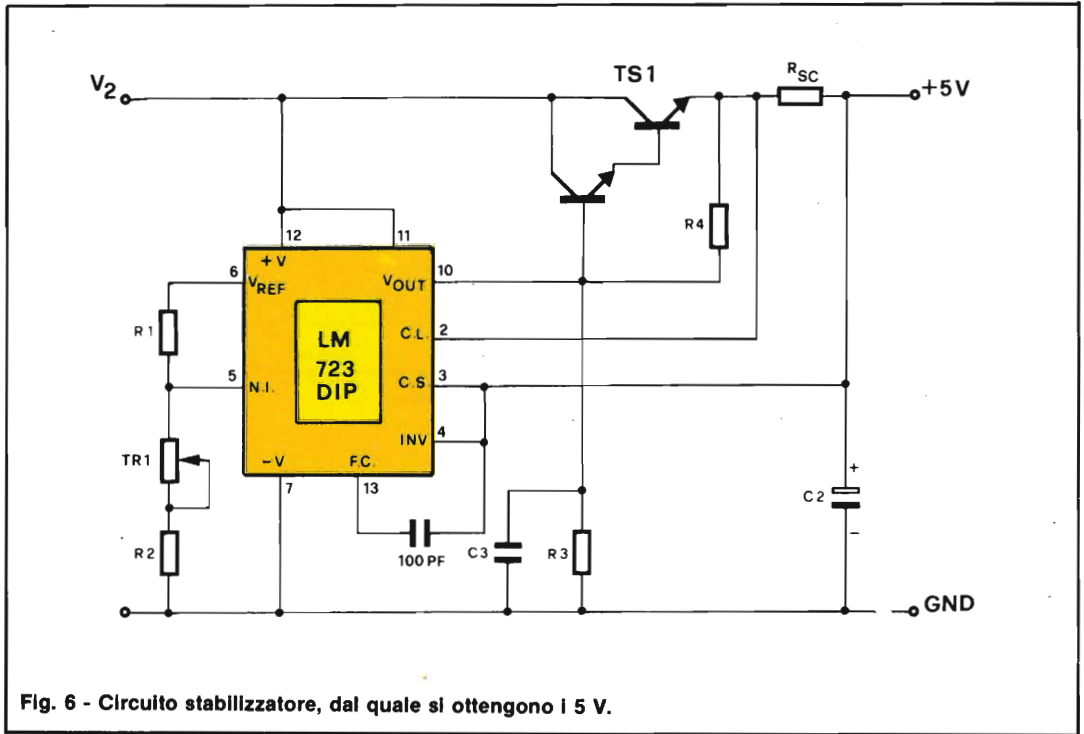 V2
TS1
RSC
+5V
12
11
+V
6
VREF
VOUT
10
R4
R1
LM
723
DIP
C.L.
2
5
N.I.
C.S.
3
INV
4
TR1
-V
F.C.
7
13
+
C2
-
R2
100 PF
C3
R3
GND
Fig. 6 - Circuito stabilizzatore, dal quale si ottengono i 5 V.